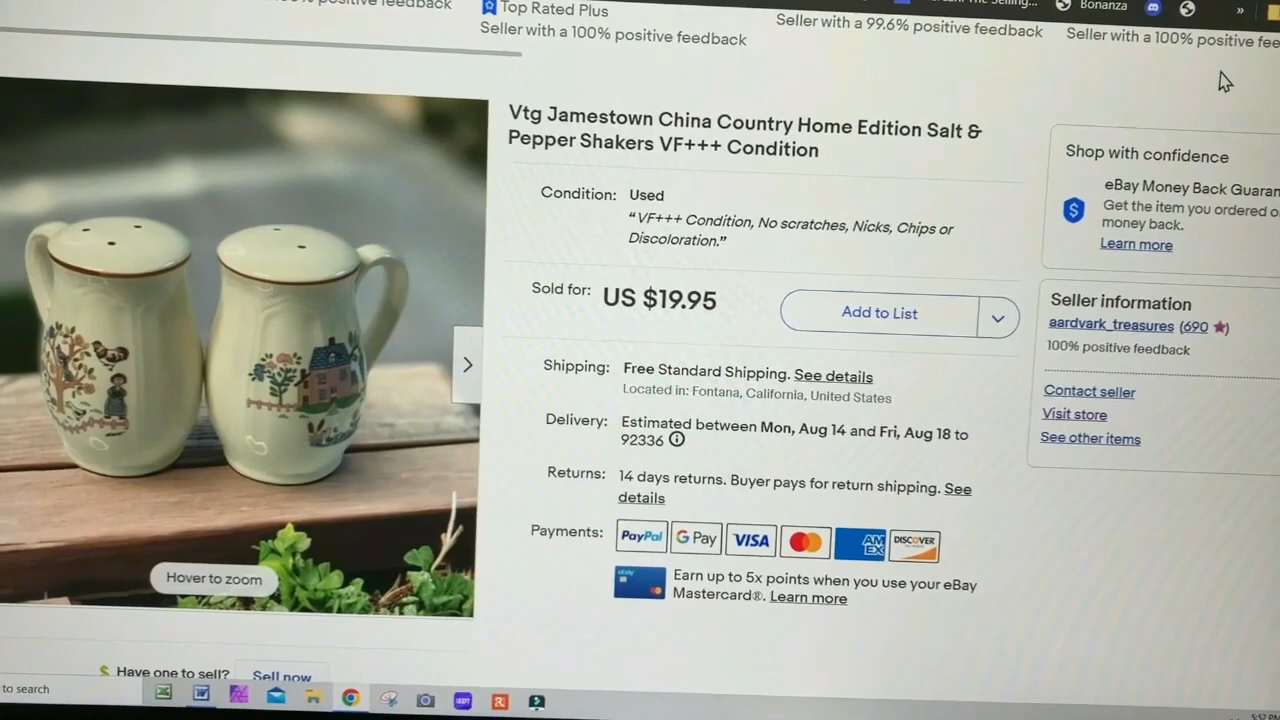 positive feedback
Top Rated Plus
Seller with a 100% positive feedback
Seller with a 99.6% positive feedback
Bonanza
»
Seller with a 100% positive fee
Vtg Jamestown China Country Home Edition Salt &
Pepper Shakers VF+++ Condition
Condition: Used
"VF+++ Condition, No scratches, Nicks, Chips or
Discoloration."
Sold for: US $19.95
Add to List
Shipping: Free Standard Shipping. See details
Located in: Fontana, California, United States
Delivery: Estimated between Mon, Aug 14 and Fri, Aug 18 to
92336
Returns: 14 days returns. Buyer pays for return shipping. See
details
Payments: PayPal G Pay VISA AM EX DISCOVER
Earn up to 5x points when you use your eBay
Mastercard®. Learn more
Shop with confidence
eBay Money Back Guaran
Get the item you ordered o
money back.
Learn more
Seller information
aardvark_treasures (690 ★)
100% positive feedback
Contact seller
Visit store
See other items
Hover to zoom
Have one to sell? Sell now
to search